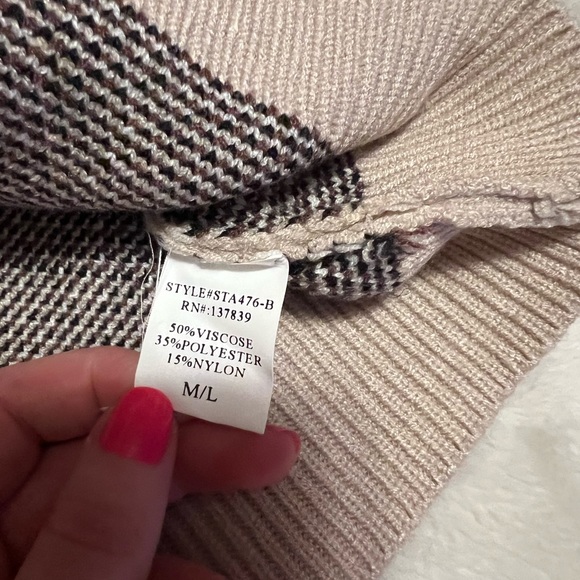 STYLE#STA476-B
RN#:137839
50%VISCOSE
35%POLYESTER
15%NYLON
M/L